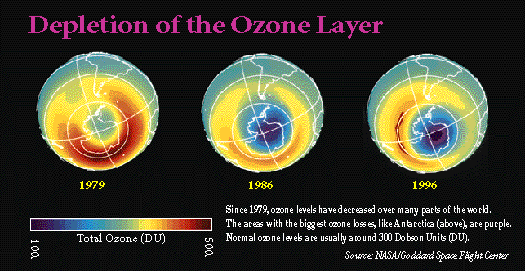 Depletion of the Ozone Layer
1979
1986
1996
Since 1979, ozone levels have decreased over many parts of the world.
The areas with the biggest ozone losses, like Antarctica (above), are purple.
Normal ozone levels are usually around 300 Dobson Units (DU).
Total Ozone (DU)
100.
500.
Source: NASA/Goddard Space Flight Center